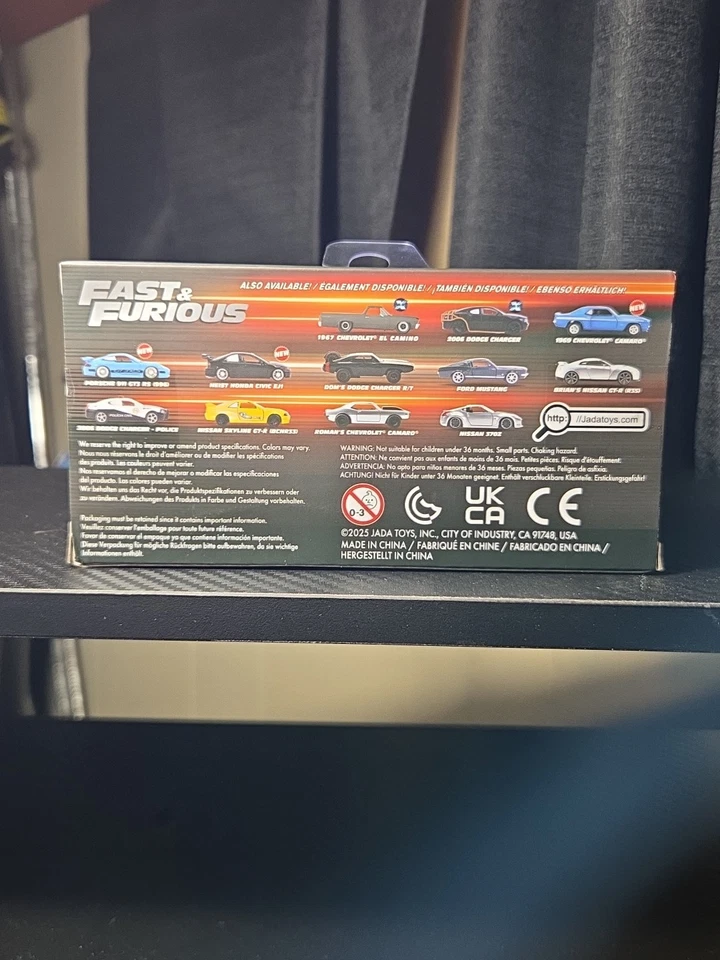 FAST &
FURIOUS
ALSO AVAILABLE! / ÉGALEMENT DISPONIBLE! / ¡TAMBIÉN DISPONIBLE! / EBENSO ERHÄLTLICH!
1967 CHEVROLET® EL CAMINO
2006 DODGE CHARGER
NEW
1969 CHEVROLET® CAMARO®
NEW
PORSCHE 911 GT3 RS (996)
NEW
HEIST HONDA CIVIC EJ1
DOM'S DODGE CHARGER R/T
FORD MUSTANG
BRIAN'S NISSAN GT-R (R35)
2006 DODGE CHARGER - POLICE
NISSAN SKYLINE GT-R (BCNR33)
ROMAN'S CHEVROLET® CAMARO®
NISSAN 370Z
http: //Jadatoys.com
We reserve the right to improve or amend product specifications. Colors may vary.
Nous nous réservons le droit d'améliorer ou de modifier les spécifications
des produits. Les couleurs peuvent varier.
Nos reservamos el derecho de mejorar o modificar las especificaciones
del producto. Los colores pueden variar.
Wir behalten uns das Recht vor, die Produktspezifikationen zu verbessern oder
zu verändern. Abweichungen des Produkts in Farbe und Gestaltung vorbehalten.
Packaging must be retained since it contains important information.
Veuillez conserver l'emballage pour toute future référence.
Favor de conservar el empaque ya que contiene información importante.
Diese Verpackung für mögliche Rückfragen bitte aufbewahren, da sie wichtige
Informationen enthält.
WARNING: Not suitable for children under 36 months. Small parts. Choking hazard.
ATTENTION: Ne convient pas aux enfants de moins de 36 mois. Petites pièces. Risque d'étouffement.
ADVERTENCIA: No apto para niños menores de 36 meses. Piezas pequeñas. Peligro de asfixia.
ACHTUNG! Nicht für Kinder unter 36 Monaten geeignet. Enthält verschluckbare Kleinteile. Erstickungsgefahr!
0-3
UK
CA
CE
©2025 JADA TOYS, INC., CITY OF INDUSTRY, CA 91748, USA
MADE IN CHINA / FABRIQUÉ EN CHINE / FABRICADO EN CHINA /
HERGESTELLT IN CHINA